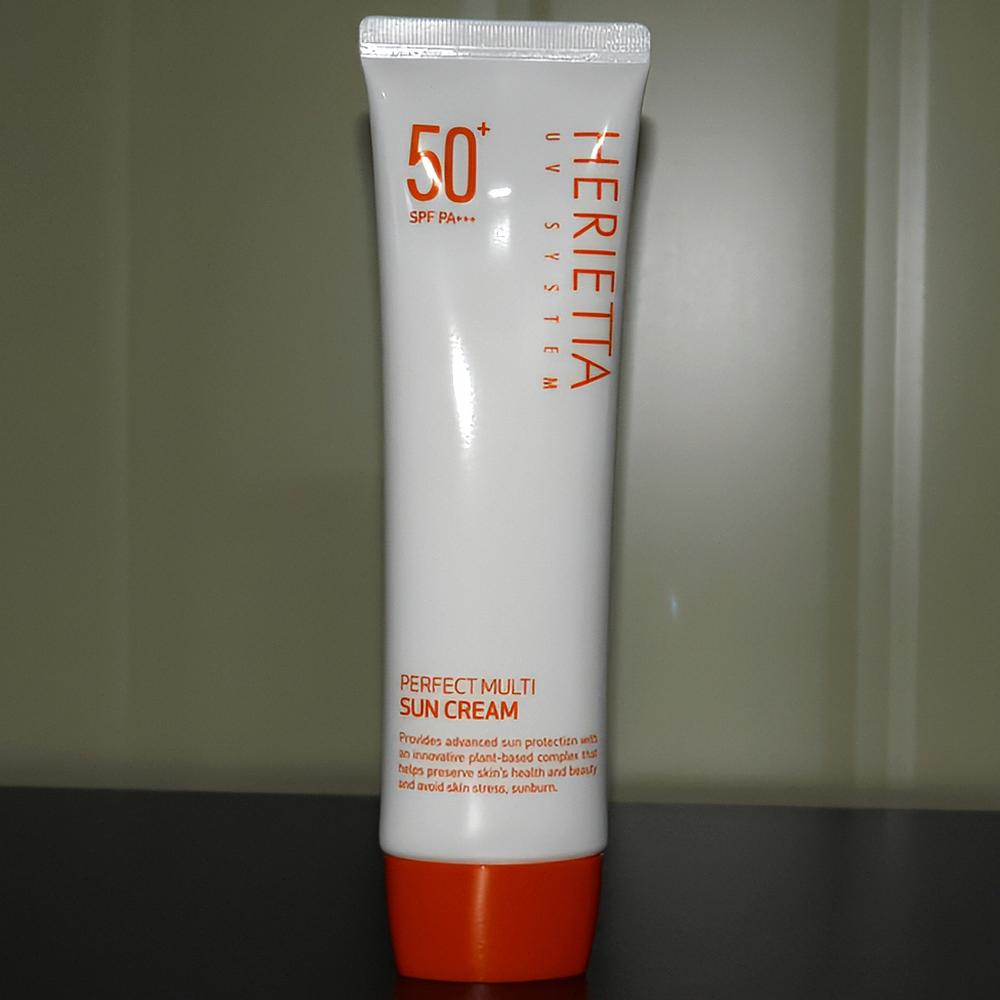 50+
SPF PA+++
HERIETTA
UV SYSTEM
PERFECT MULTI
SUN CREAM
Provides advanced sun protection with
an innovative plant-based complex that
helps preserve skin's health and beauty
and avoid skin stress, sunburn.